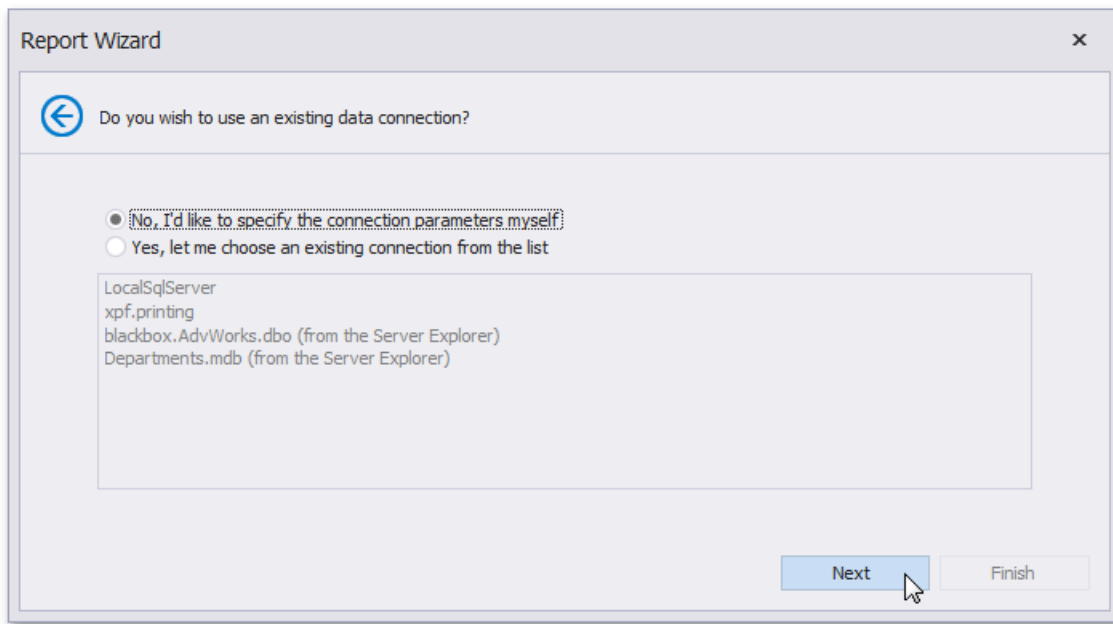 Report Wizard
Do you wish to use an existing data connection?
No, I'd like to specify the connection parameters myself
Yes, let me choose an existing connection from the list
LocalSqlServer
xpf.printing
blackbox.AdvWorks.dbo (from the Server Explorer)
Departments.mdb (from the Server Explorer)
Next
Finish